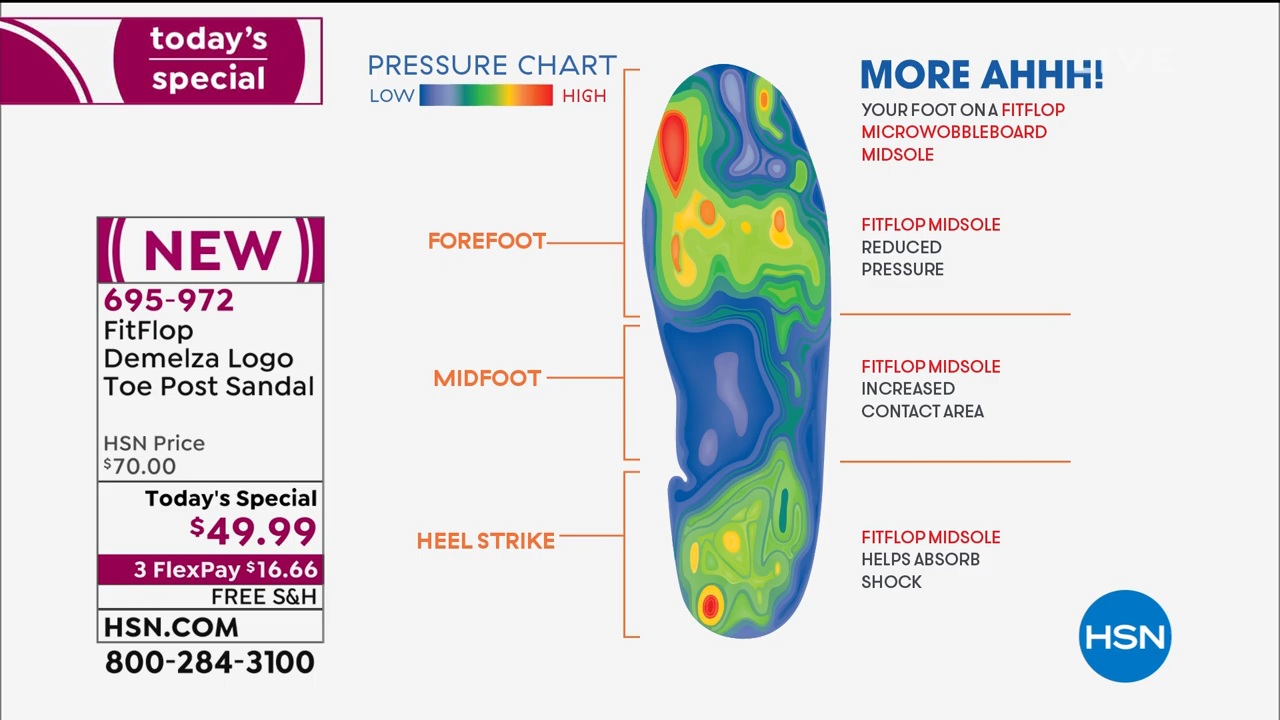 today's
special
NEW
695-972
FitFlop
Demelza Logo
Toe Post Sandal
HSN Price
$70.00
Today's Special
$49.99
3 FlexPay $16.66
FREE S&H
HSN.COM
800-284-3100
PRESSURE CHART
LOW HIGH
FOREFOOT
MIDFOOT
HEEL STRIKE
LIVE
MORE AHHH!
YOUR FOOT ON A FITFLOP
MICROWOBBLEBOARD
MIDSOLE
FITFLOP MIDSOLE
REDUCED
PRESSURE
FITFLOP MIDSOLE
INCREASED
CONTACT AREA
FITFLOP MIDSOLE
HELPS ABSORB
SHOCK
HSN